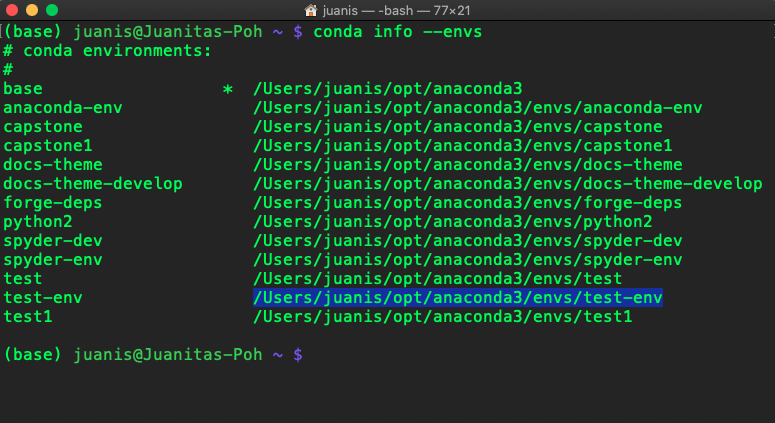 juanis — -bash — 77×21
(base) juanis@Juanitas-Poh ~ $ conda info --envs
# conda environments:
#
base * /Users/juanis/opt/anaconda3
anaconda-env /Users/juanis/opt/anaconda3/envs/anaconda-env
capstone /Users/juanis/opt/anaconda3/envs/capstone
capstone1 /Users/juanis/opt/anaconda3/envs/capstone1
docs-theme /Users/juanis/opt/anaconda3/envs/docs-theme
docs-theme-develop /Users/juanis/opt/anaconda3/envs/docs-theme-develop
forge-deps /Users/juanis/opt/anaconda3/envs/forge-deps
python2 /Users/juanis/opt/anaconda3/envs/python2
spyder-dev /Users/juanis/opt/anaconda3/envs/spyder-dev
spyder-env /Users/juanis/opt/anaconda3/envs/spyder-env
test /Users/juanis/opt/anaconda3/envs/test
test-env /Users/juanis/opt/anaconda3/envs/test-env
test1 /Users/juanis/opt/anaconda3/envs/test1
(base) juanis@Juanitas-Poh ~ $